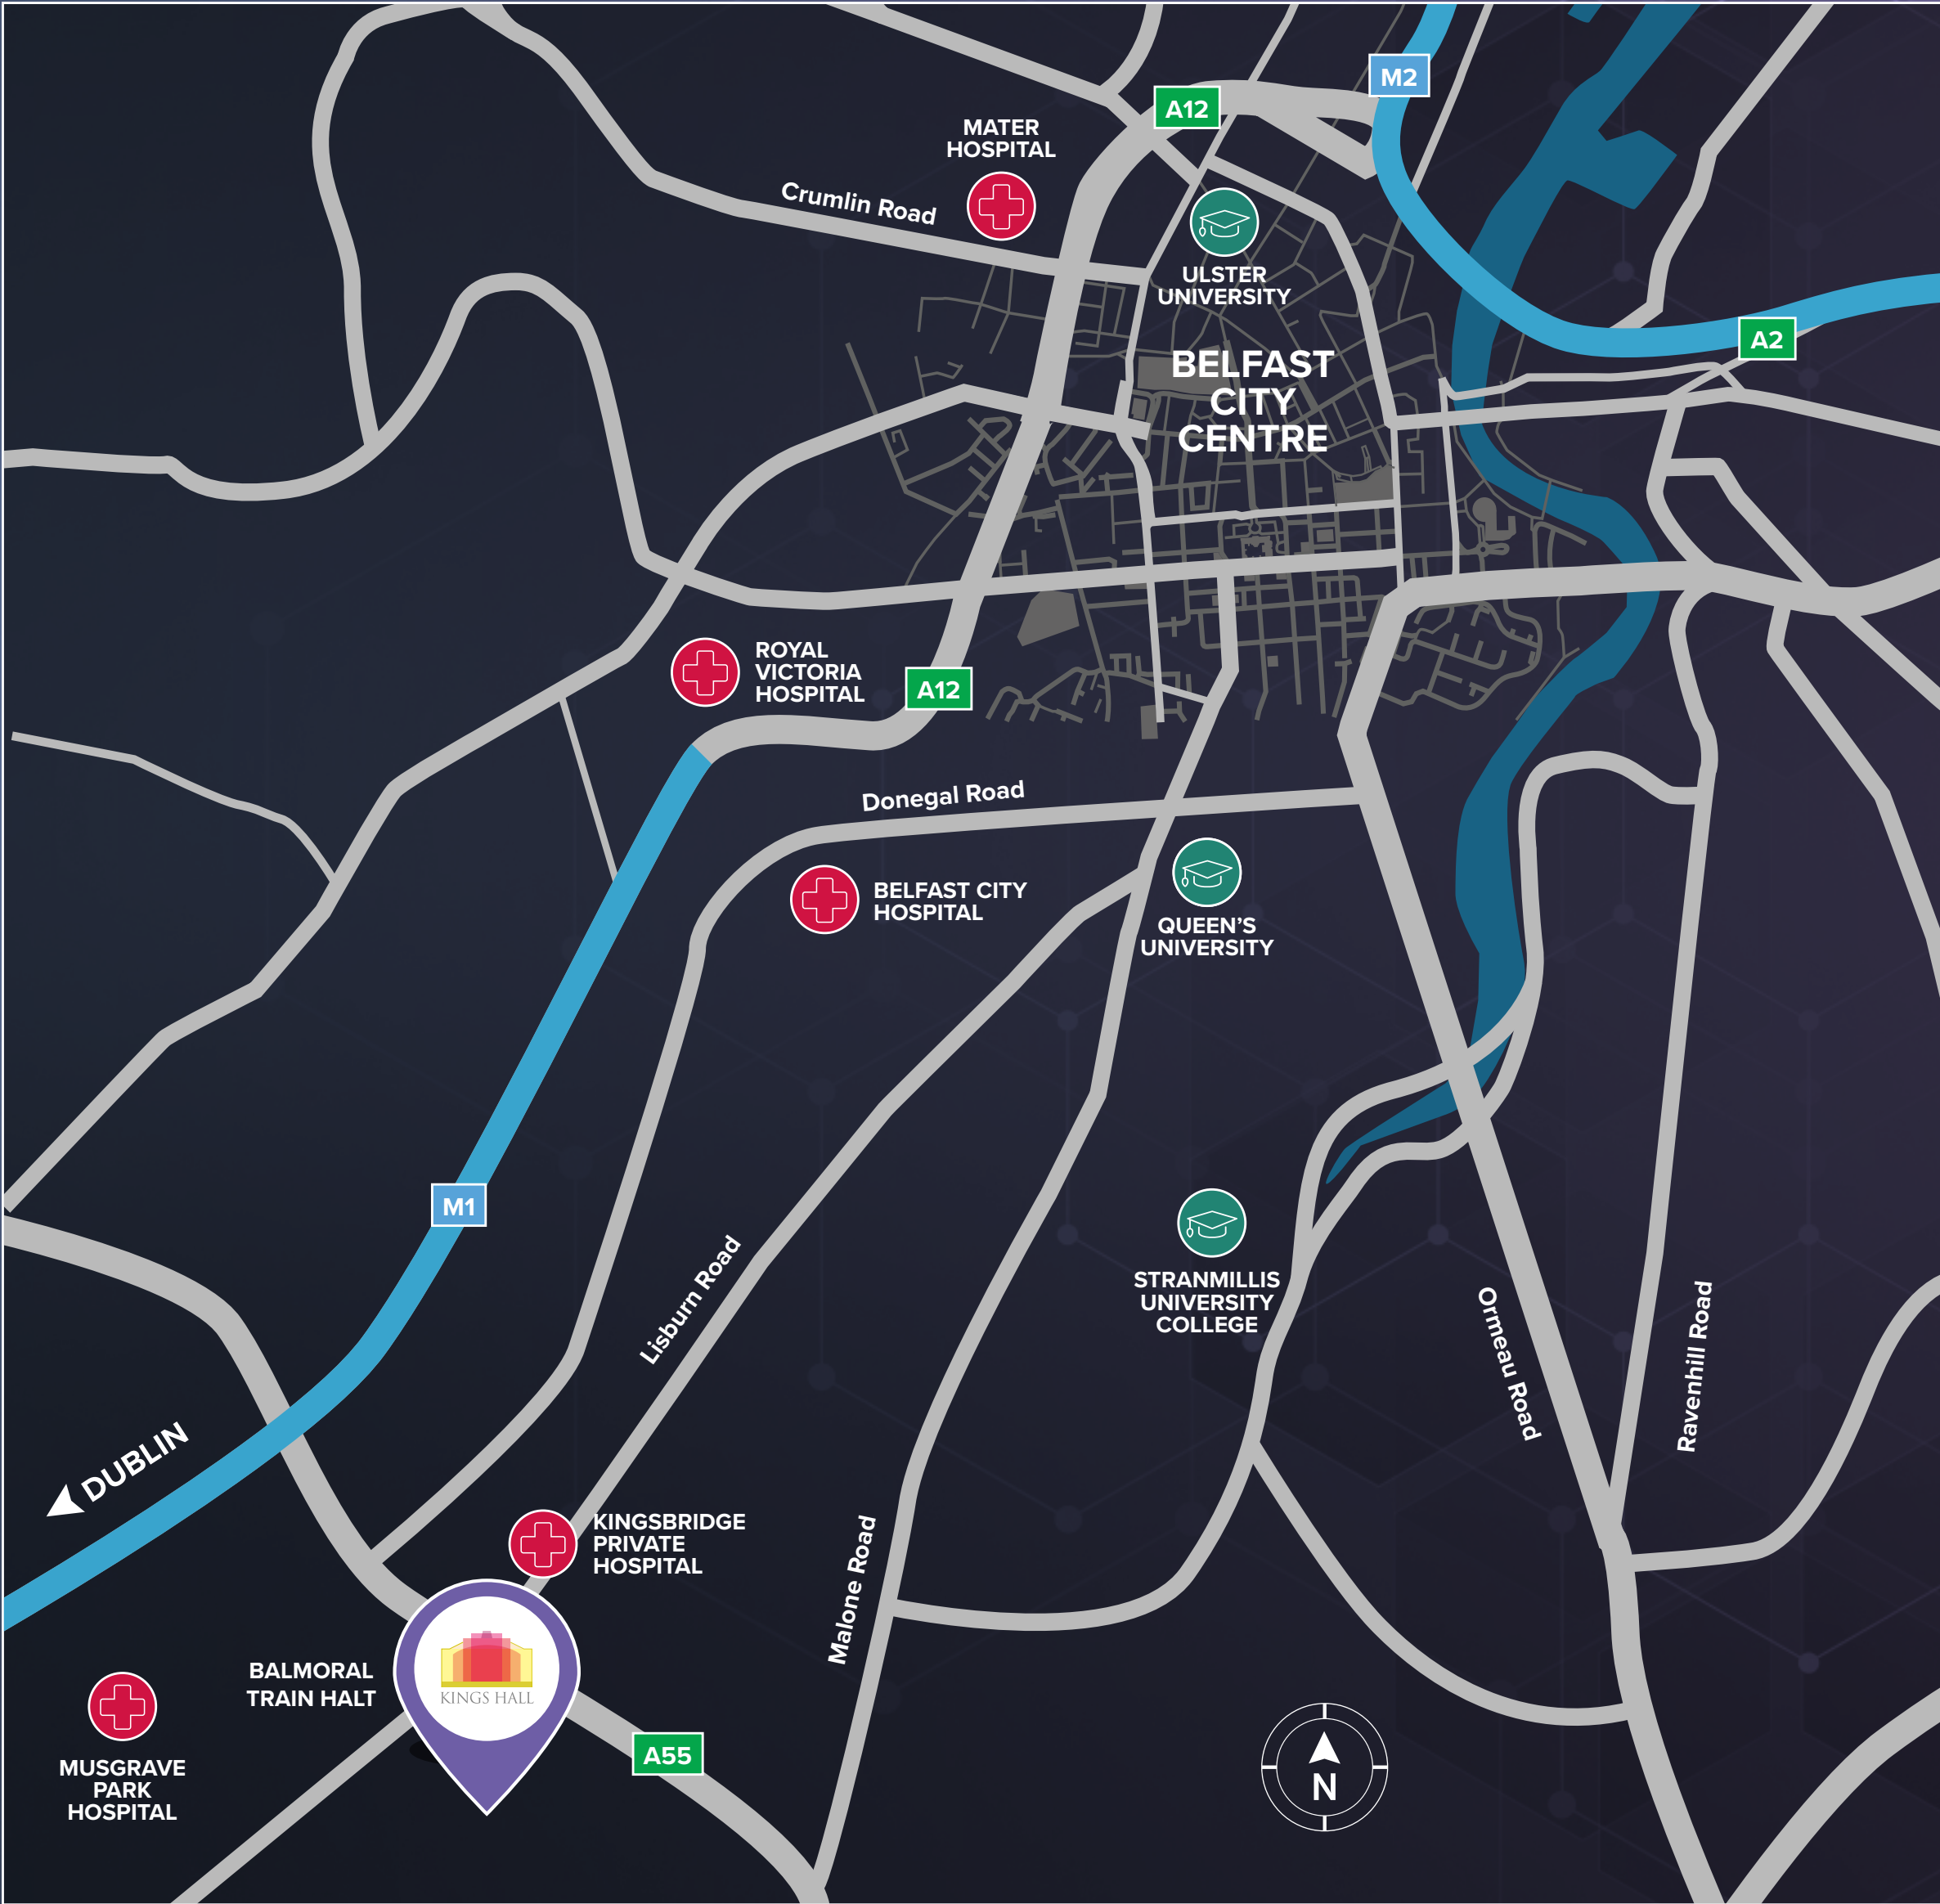 M2
A12
MATER
HOSPITAL
Crumlin Road
ULSTER
UNIVERSITY
A2
BELFAST
CITY
CENTRE
ROYAL
VICTORIA
HOSPITAL
A12
Donegal Road
BELFAST CITY
HOSPITAL
QUEEN’S
UNIVERSITY
M1
Lisburn Road
STRANMILLIS
UNIVERSITY
COLLEGE
Ormeau Road
Ravenhill Road
DUBLIN
KINGSBRIDGE
PRIVATE
HOSPITAL
Malone Road
BALMORAL
TRAIN HALT
KINGS HALL
A55
MUSGRAVE
PARK
HOSPITAL
N